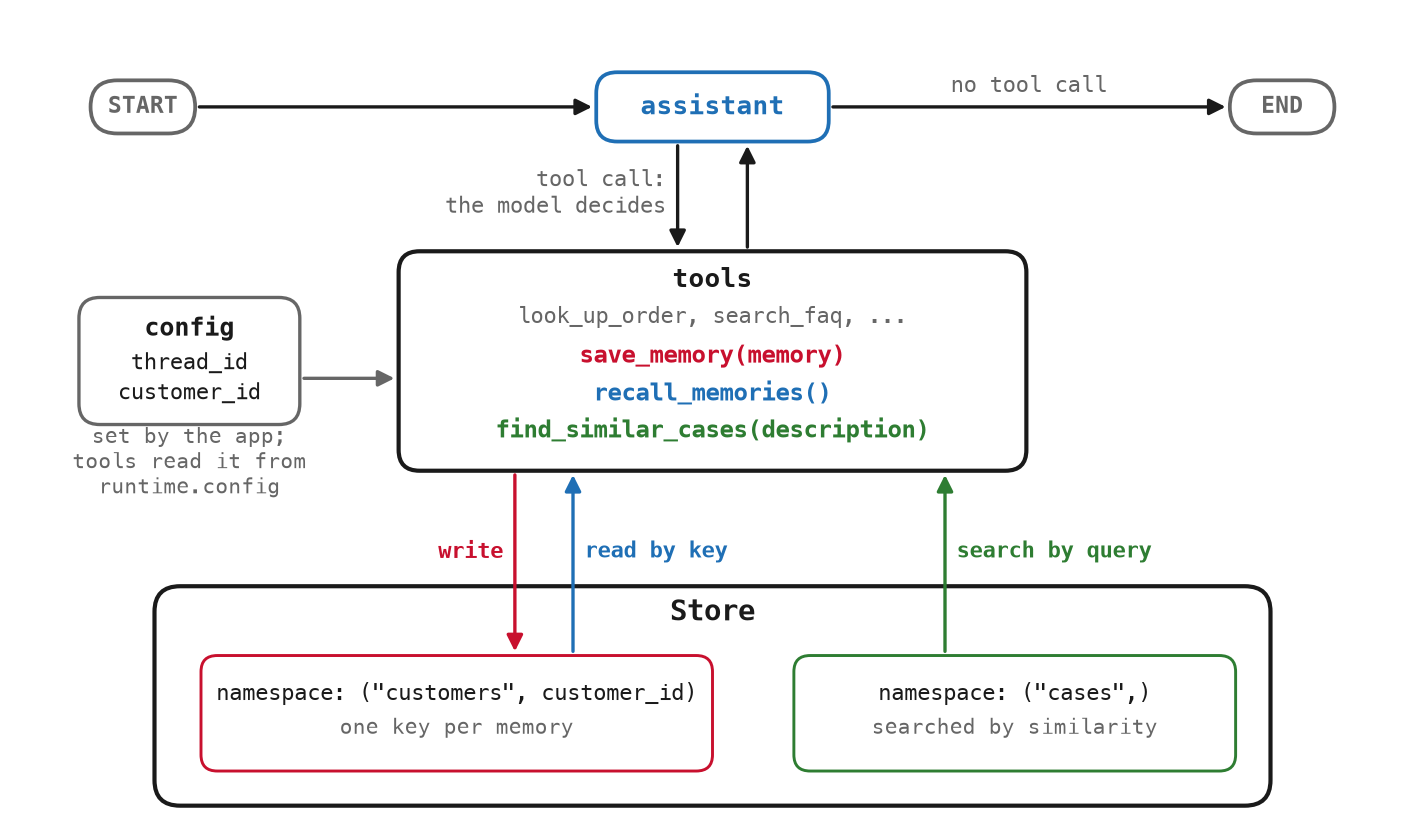 START
assistant
no tool call
END
tool call:
the model decides
tools
look_up_order, search_faq, ...
save_memory(memory)
recall_memories()
find_similar_cases(description)
config
thread_id
customer_id
set by the app;
tools read it from
runtime.config
write
read by key
search by query
Store
namespace: ("customers", customer_id)
one key per memory
namespace: ("cases",)
searched by similarity